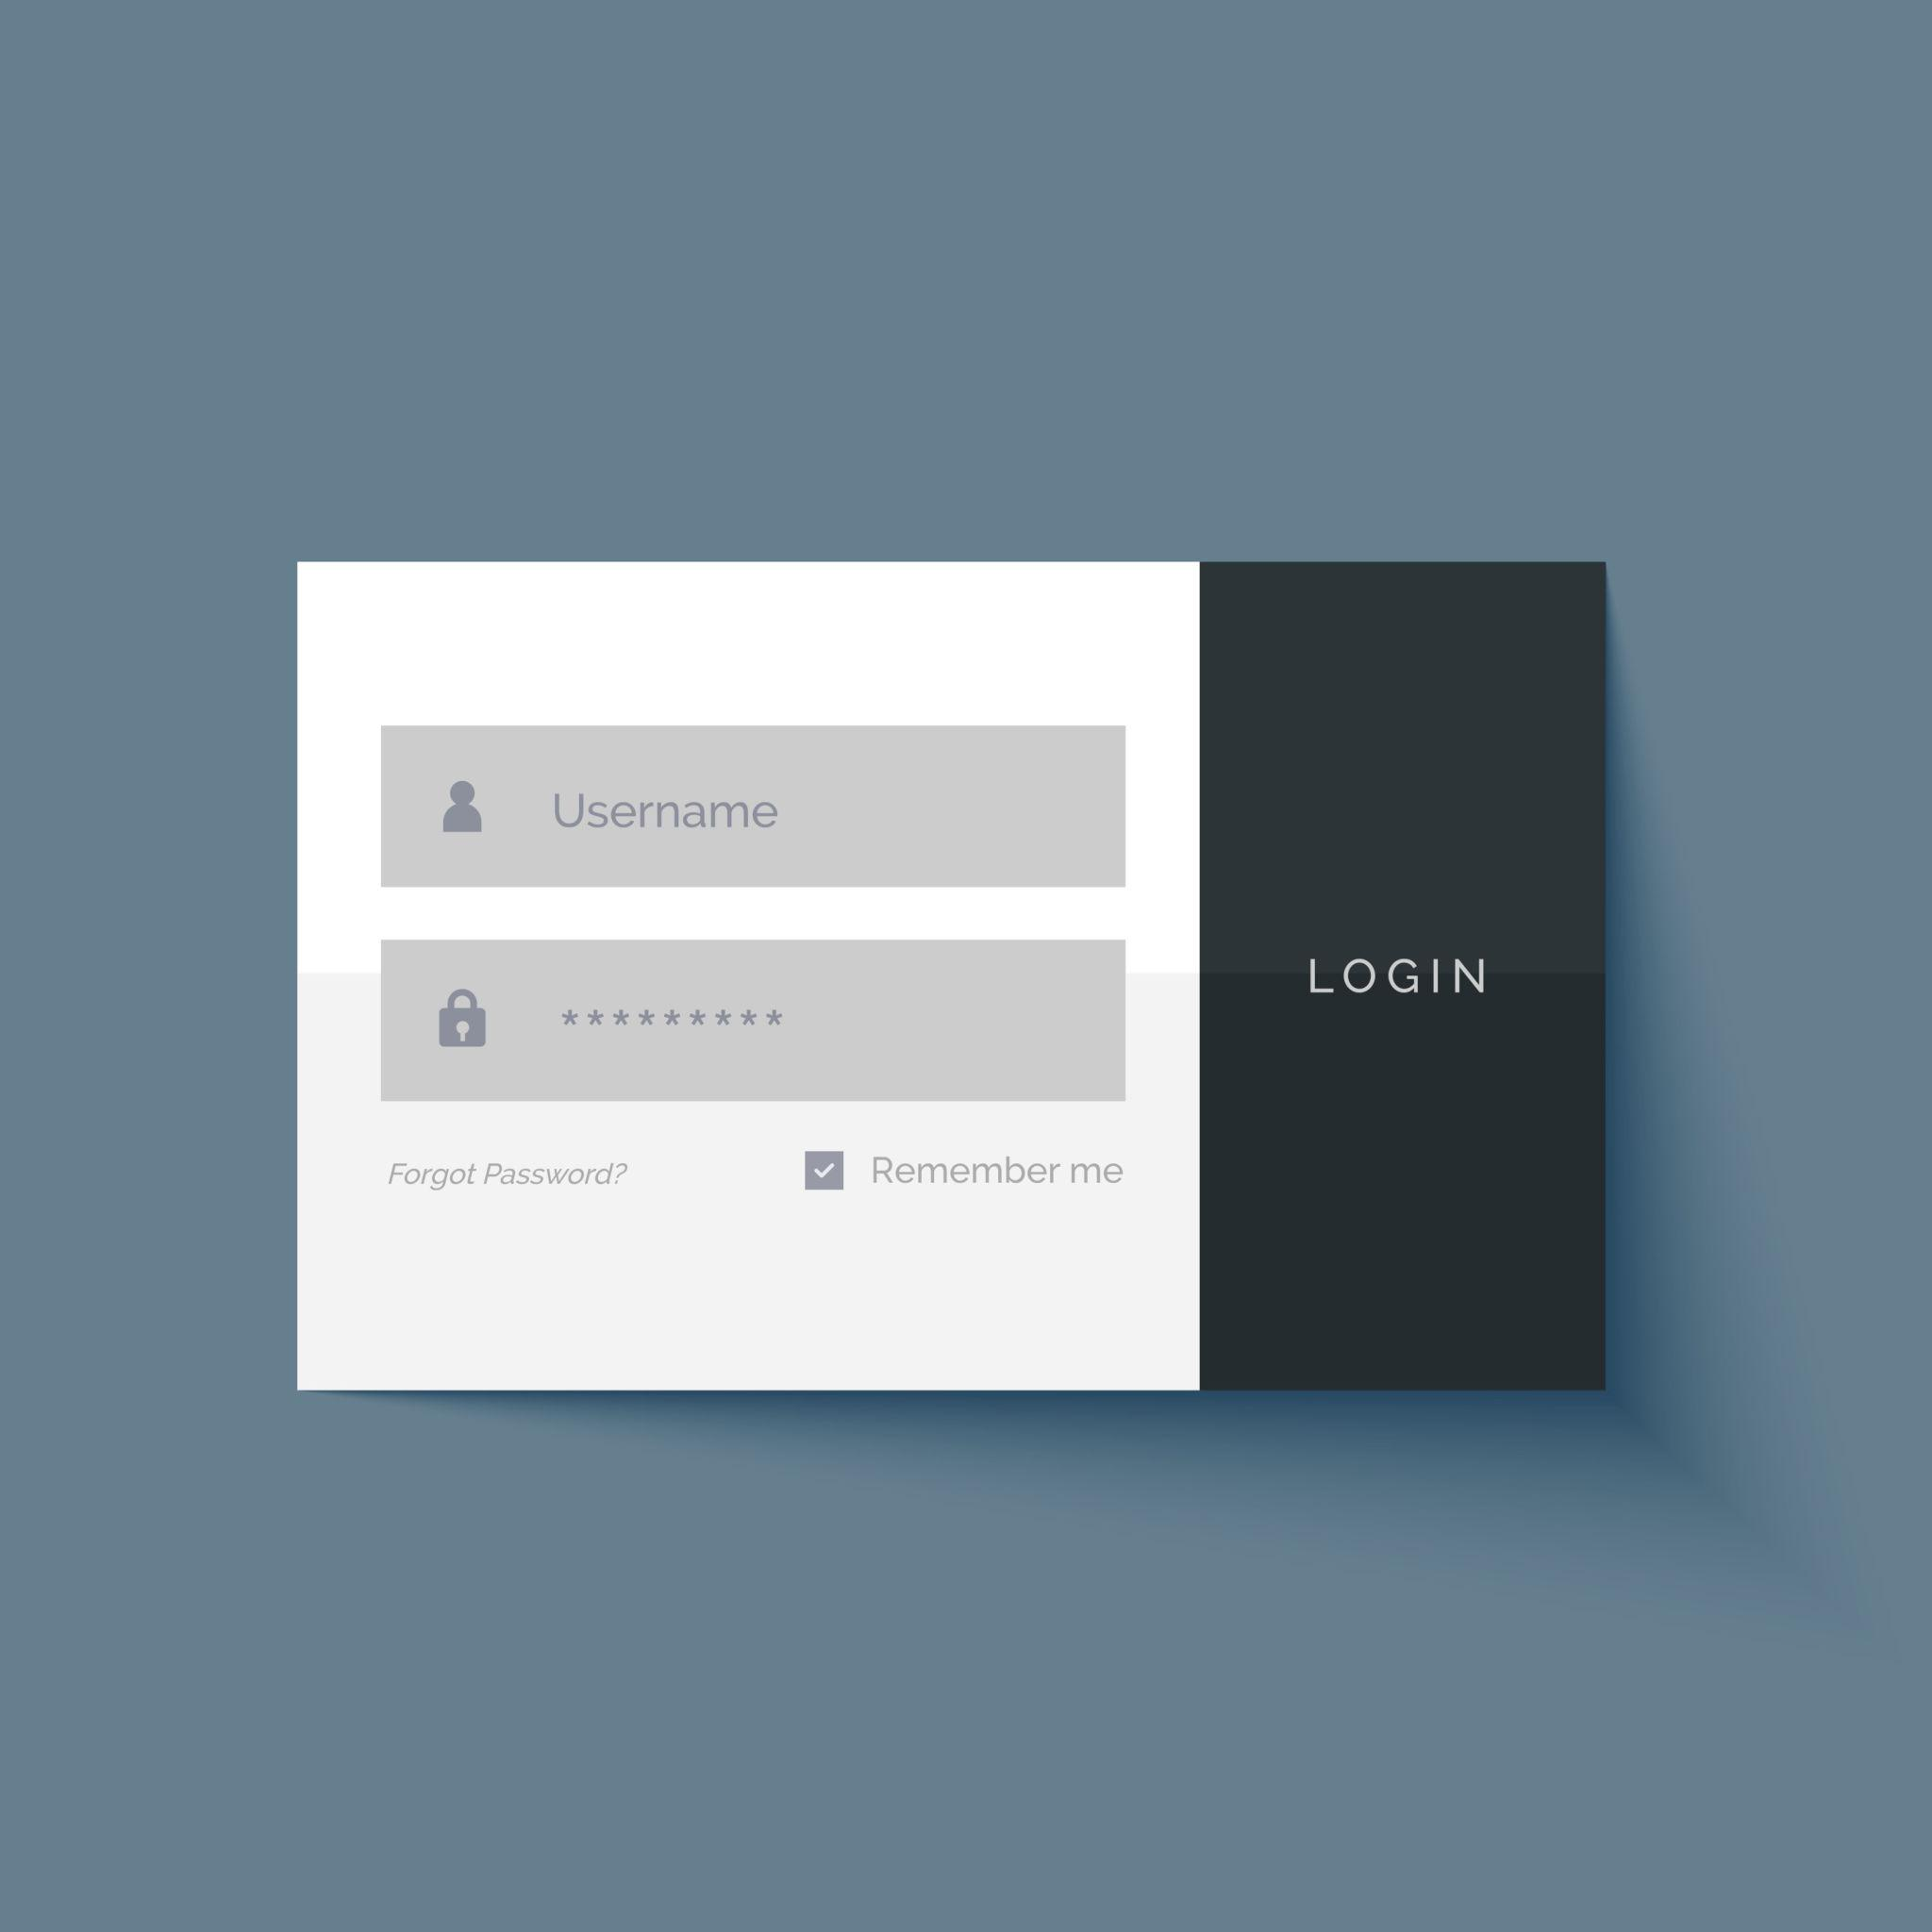 Username
*********
Forgot Password?
Remember me
LOGIN